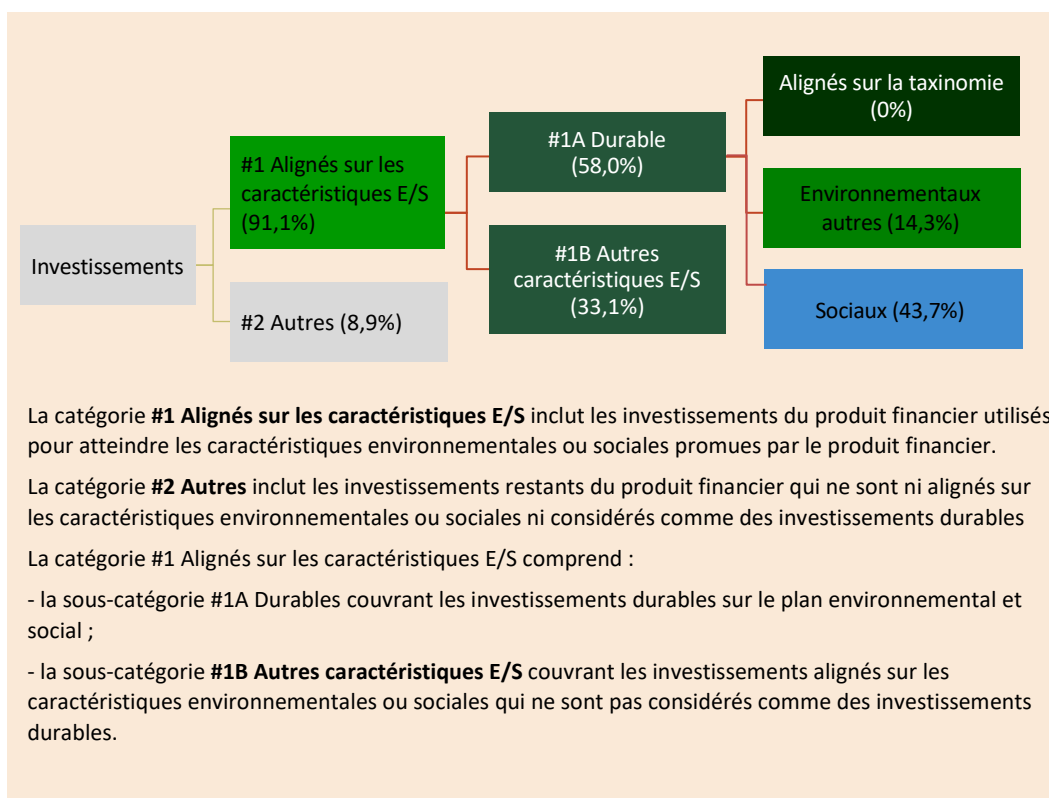 Investissements
#1 Alignés sur les
caractéristiques E/S
(91,1%)
#2 Autres (8,9%)
#1A Durable
(58,0%)
#1B Autres
caractéristiques E/S
(33,1%)
Alignés sur la taxinomie
(0%)
Environnementaux
autres (14,3%)
Sociaux (43,7%)
La catégorie #1 Alignés sur les caractéristiques E/S inclut les investissements du produit financier utilisés
pour atteindre les caractéristiques environnementales ou sociales promues par le produit financier.
La catégorie #2 Autres inclut les investissements restants du produit financier qui ne sont ni alignés sur
les caractéristiques environnementales ou sociales ni considérés comme des investissements durables
La catégorie #1 Alignés sur les caractéristiques E/S comprend :
- la sous-catégorie #1A Durables couvrant les investissements durables sur le plan environnemental et
social ;
- la sous-catégorie #1B Autres caractéristiques E/S couvrant les investissements alignés sur les
caractéristiques environnementales ou sociales qui ne sont pas considérés comme des investissements
durables.